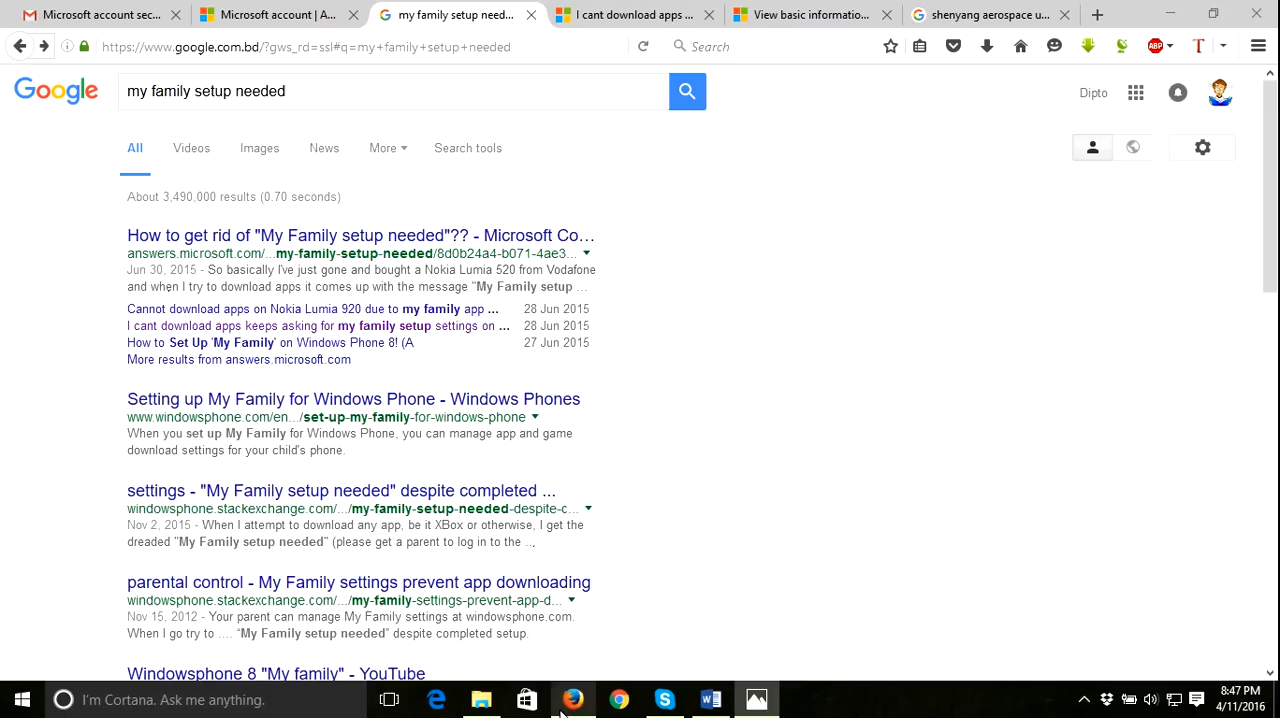 Microsoft account sec...
Microsoft account | A...
my family setup need...
I cant download apps ...
View basic informatio...
shenyang aerospace u...
https://www.google.com.bd/?gws_rd=ssl#q=my+family+setup+needed
Search
ABP
T
Google
my family setup needed
Dipto
All
Videos
Images
News
More
Search tools
About 3,490,000 results (0.70 seconds)
How to get rid of "My Family setup needed"?? - Microsoft Co...
answers.microsoft.com/...my-family-setup-needed/8d0b24a4-b071-4ae3...
Jun 30, 2015 - So basically I've just gone and bought a Nokia Lumia 520 from Vodafone
and when I try to download apps it comes up with the message "My Family setup ...
Cannot download apps on Nokia Lumia 920 due to my family app ... 28 Jun 2015
I cant download apps keeps asking for my family setup settings on ... 28 Jun 2015
How to Set Up 'My Family' on Windows Phone 8! (A 27 Jun 2015
More results from answers.microsoft.com
Setting up My Family for Windows Phone - Windows Phones
www.windowsphone.com/en.../set-up-my-family-for-windows-phone
When you set up My Family for Windows Phone, you can manage app and game
download settings for your child's phone.
settings - "My Family setup needed" despite completed ...
windowsphone.stackexchange.com/.../my-family-setup-needed-despite-c...
Nov 2, 2015 - When I attempt to download any app, be it XBox or otherwise, I get the
dreaded "My Family setup needed" (please get a parent to log in to the ...
parental control - My Family settings prevent app downloading
windowsphone.stackexchange.com/.../my-family-settings-prevent-app-d...
Nov 15, 2012 - Your parent can manage My Family settings at windowsphone.com.
When I go try to .... "My Family setup needed" despite completed setup.
Windowsphone 8 "My family" - YouTube
I'm Cortana. Ask me anything.
8:47 PM
4/11/2016